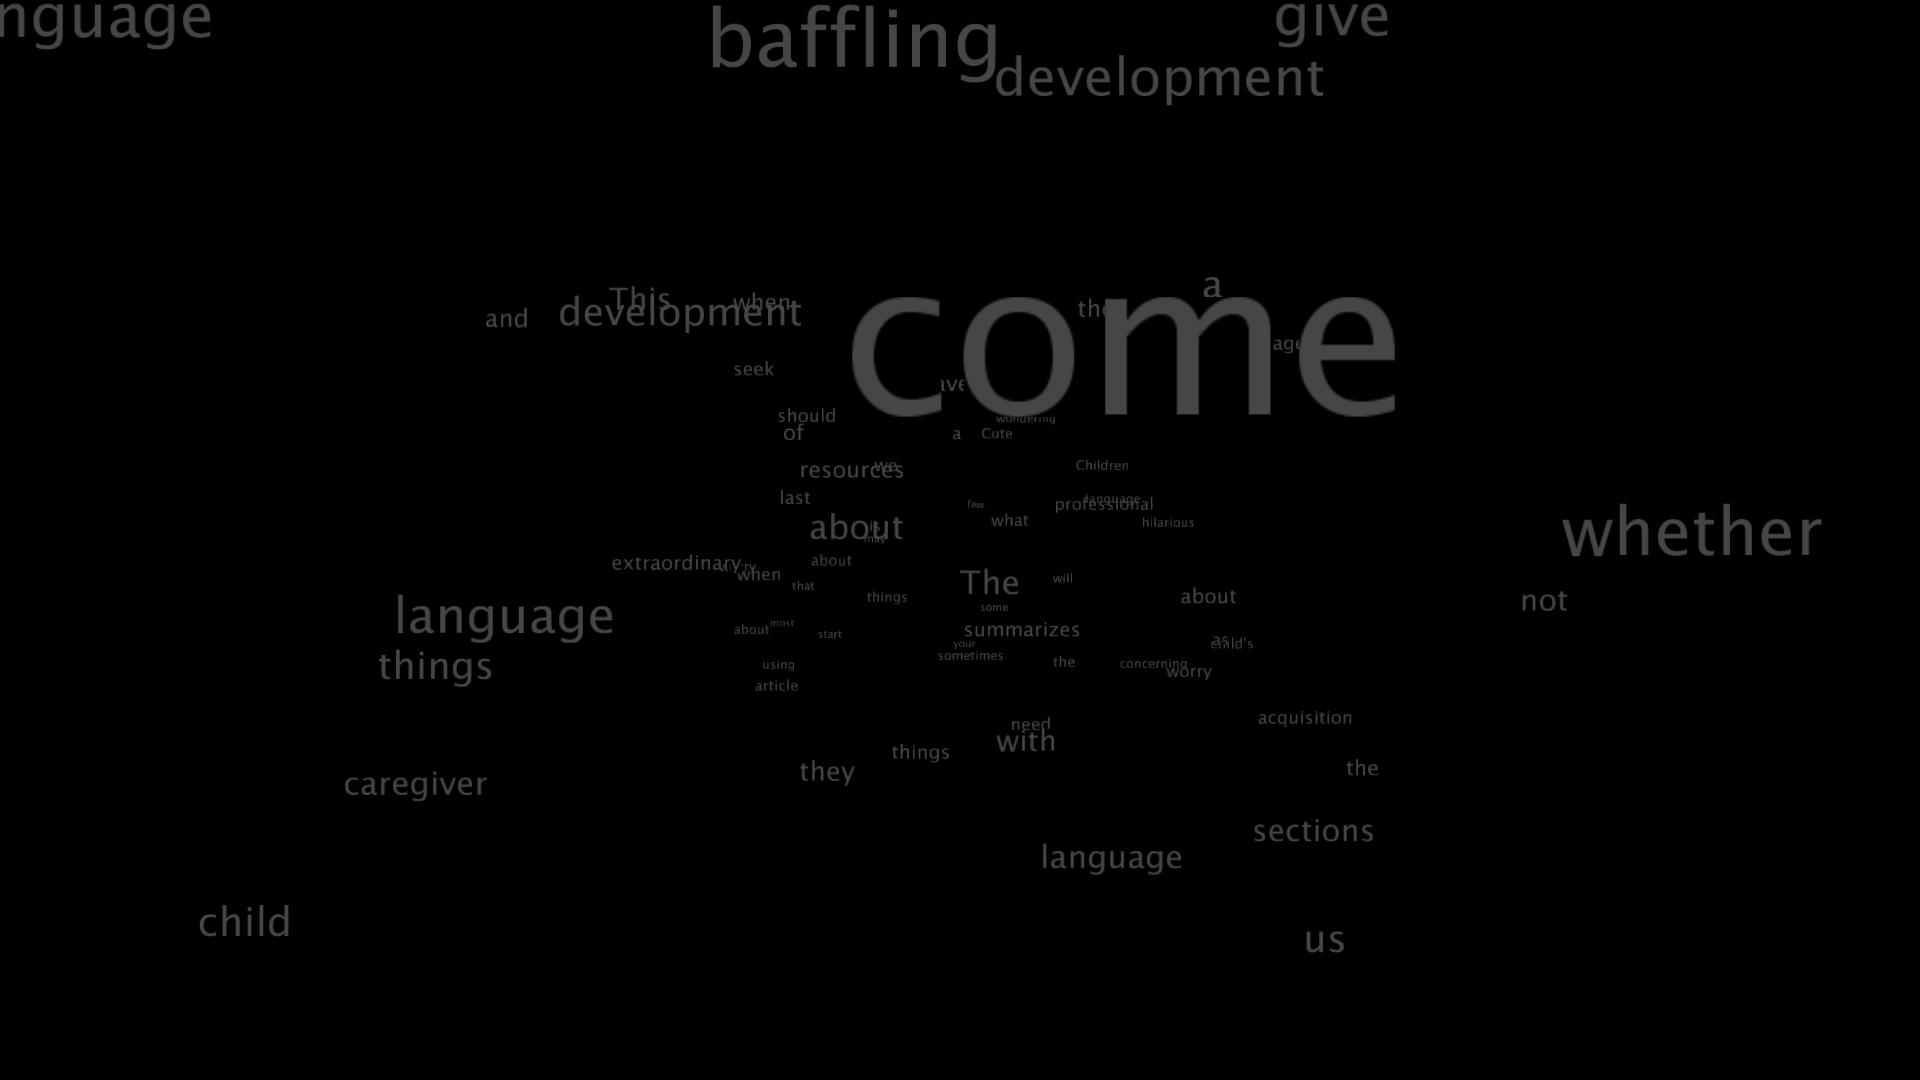 nguage
baffling
give
development
a
This
when
the
development
and
come
age
seek
ave
should
wondering
of
a
Cute
we
Children
resources
last
language
professional
few
what
hilarious
about
is
may
whether
about
extraordinary
worry
when
will
The
that
things
about
not
some
language
most
about
start
summarizes
as
child's
your
sometimes
things
using
the
concerning
worry
article
acquisition
need
with
things
the
they
caregiver
sections
language
child
us